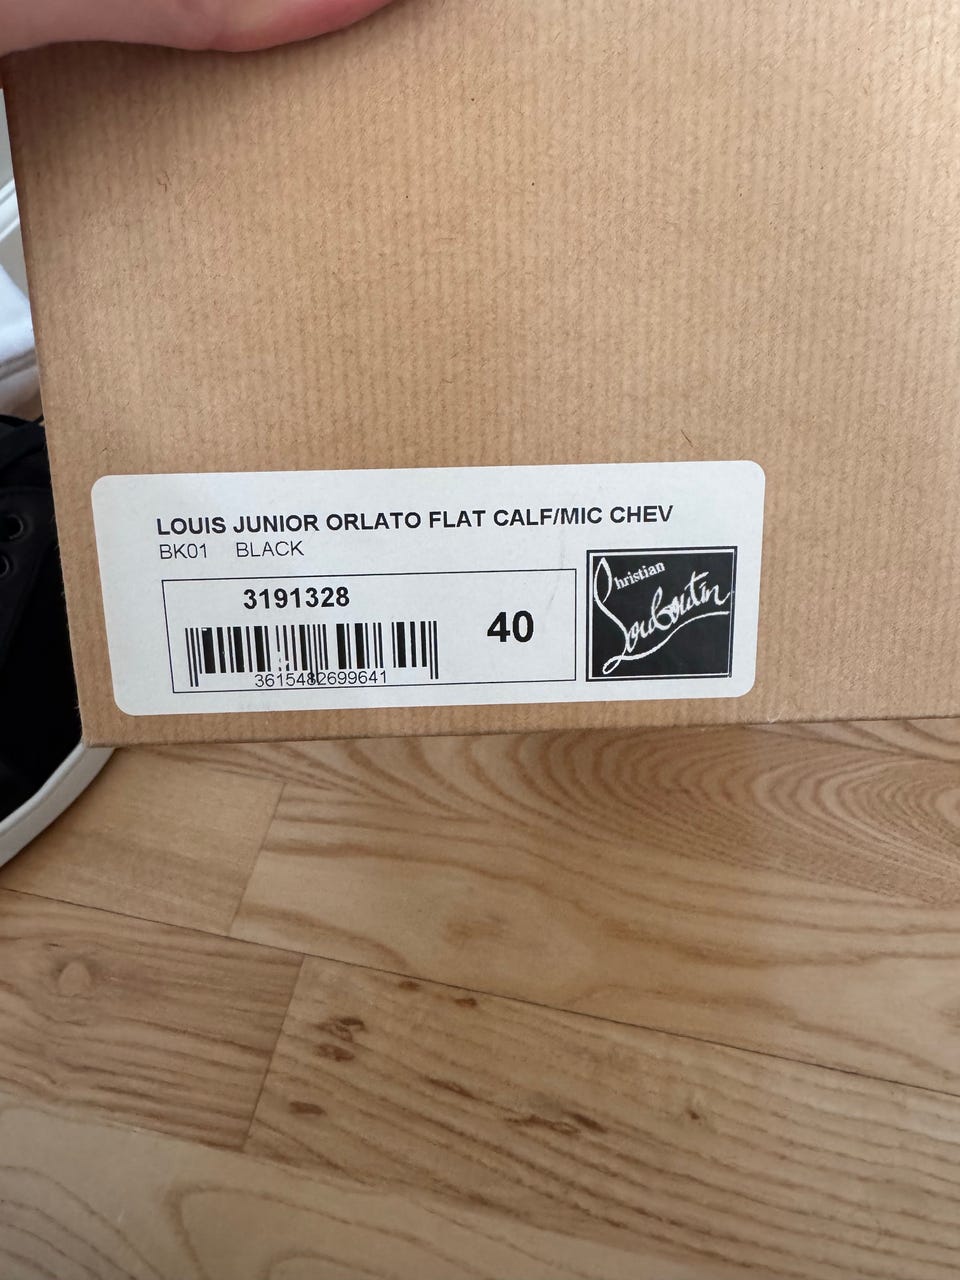 LOUIS JUNIOR ORLATO FLAT CALF/MIC CHEV
BK01 BLACK
3191328
40
3615482699641
Christian
Louboutin